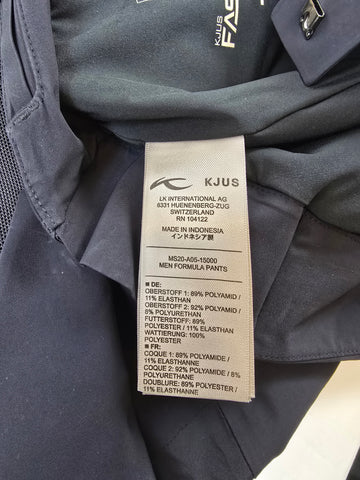 KJUS
FAS
KJUS
LK INTERNATIONAL AG
6331 HUENENBERG-ZUG
SWITZERLAND
RN 104122
MADE IN INDONESIA
インドネシア製
MS20-A05-15000
MEN FORMULA PANTS
■ DE:
OBERSTOFF 1: 89% POLYAMID /
11% ELASTHAN
OBERSTOFF 2: 92% POLYAMID /
8% POLYURETHAN
FUTTERSTOFF: 89%
POLYESTER / 11% ELASTHAN
WATTIERUNG: 100%
POLYESTER
■ FR:
COQUE 1: 89% POLYAMIDE /
11% ELASTHANNE
COQUE 2: 92% POLYAMIDE / 8%
POLYURETHANE
DOUBLURE: 89% POLYESTER /
11% ELASTHANNE